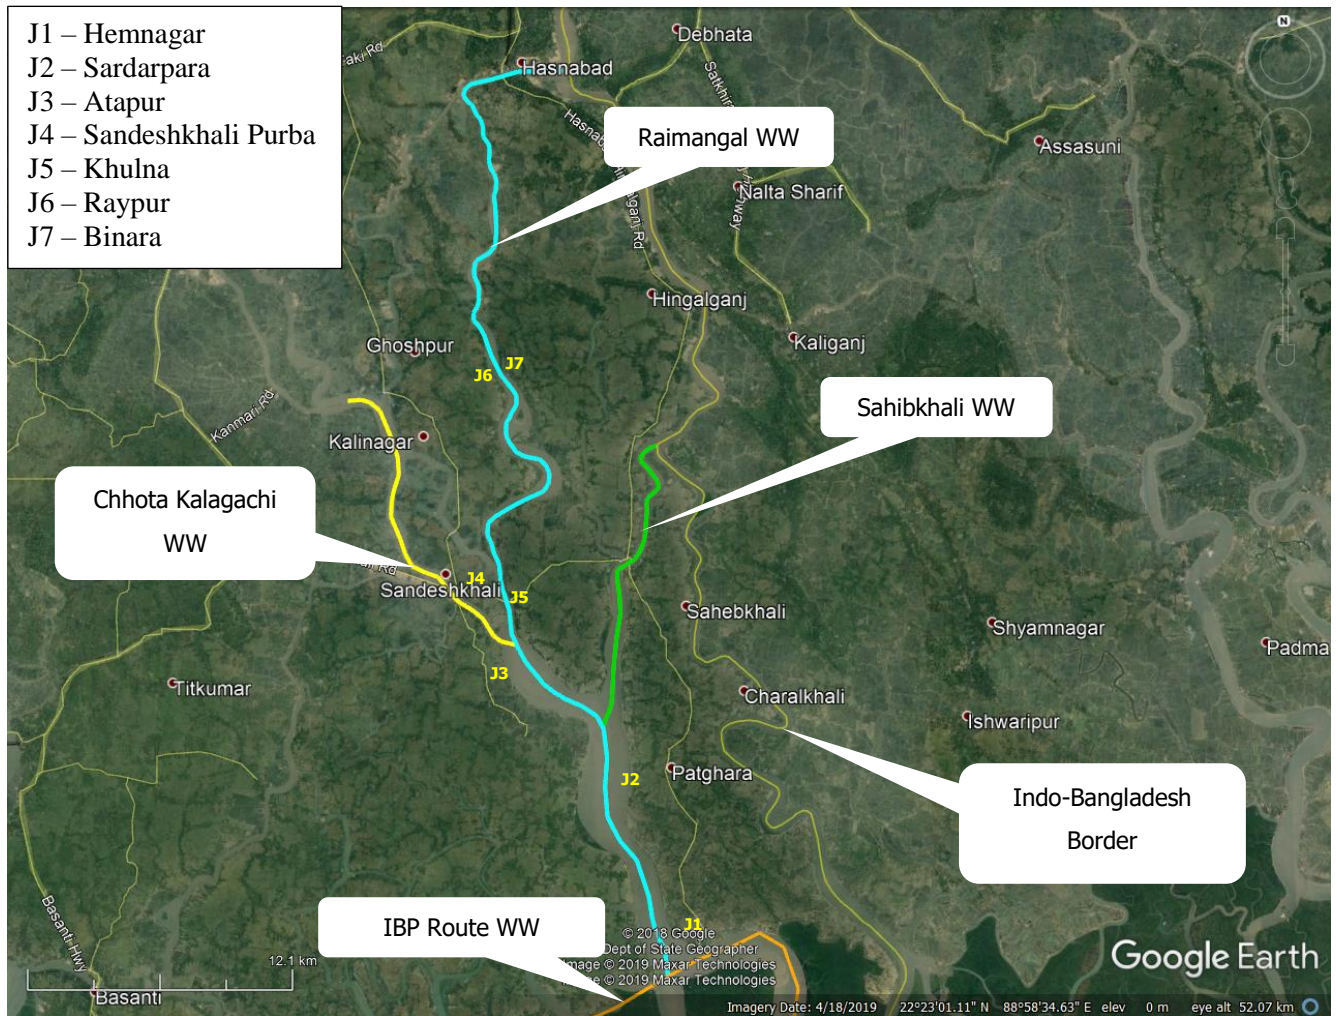 J1 – Hemnagar
J2 – Sardarpara
J3 – Atapur
J4 – Sandeshkhali Purba
J5 – Khulna
J6 – Raypur
J7 – Binara
N
Debhata
Taki Rd
Hasnabad
Raimangal WW
Assasuni
Nalta Sharif
Hingalganj
Kaliganj
Ghoshpur
J7
J6
Sahibkhali WW
Kanmari Rd
Kalinagar
Chhota Kalagachi
WW
Rd
J4
Sandeshkhali
J5
Sahebkhali
Shyamnagar
Padma
J3
Titkumar
Charalkhali
Ishwaripur
J2
Patghara
Indo-Bangladesh
Border
Basanti Hwy
IBP Route WW
J1
© 2018 Google
Dept of State Geographer
Image © 2019 Maxar Technologies
Image © 2019 Maxar Technologies
12.1 km
Google Earth
Basanti
Imagery Date: 4/18/2019 22°23'01.11" N 88°58'34.63" E elev 0 m eye alt 52.07 km